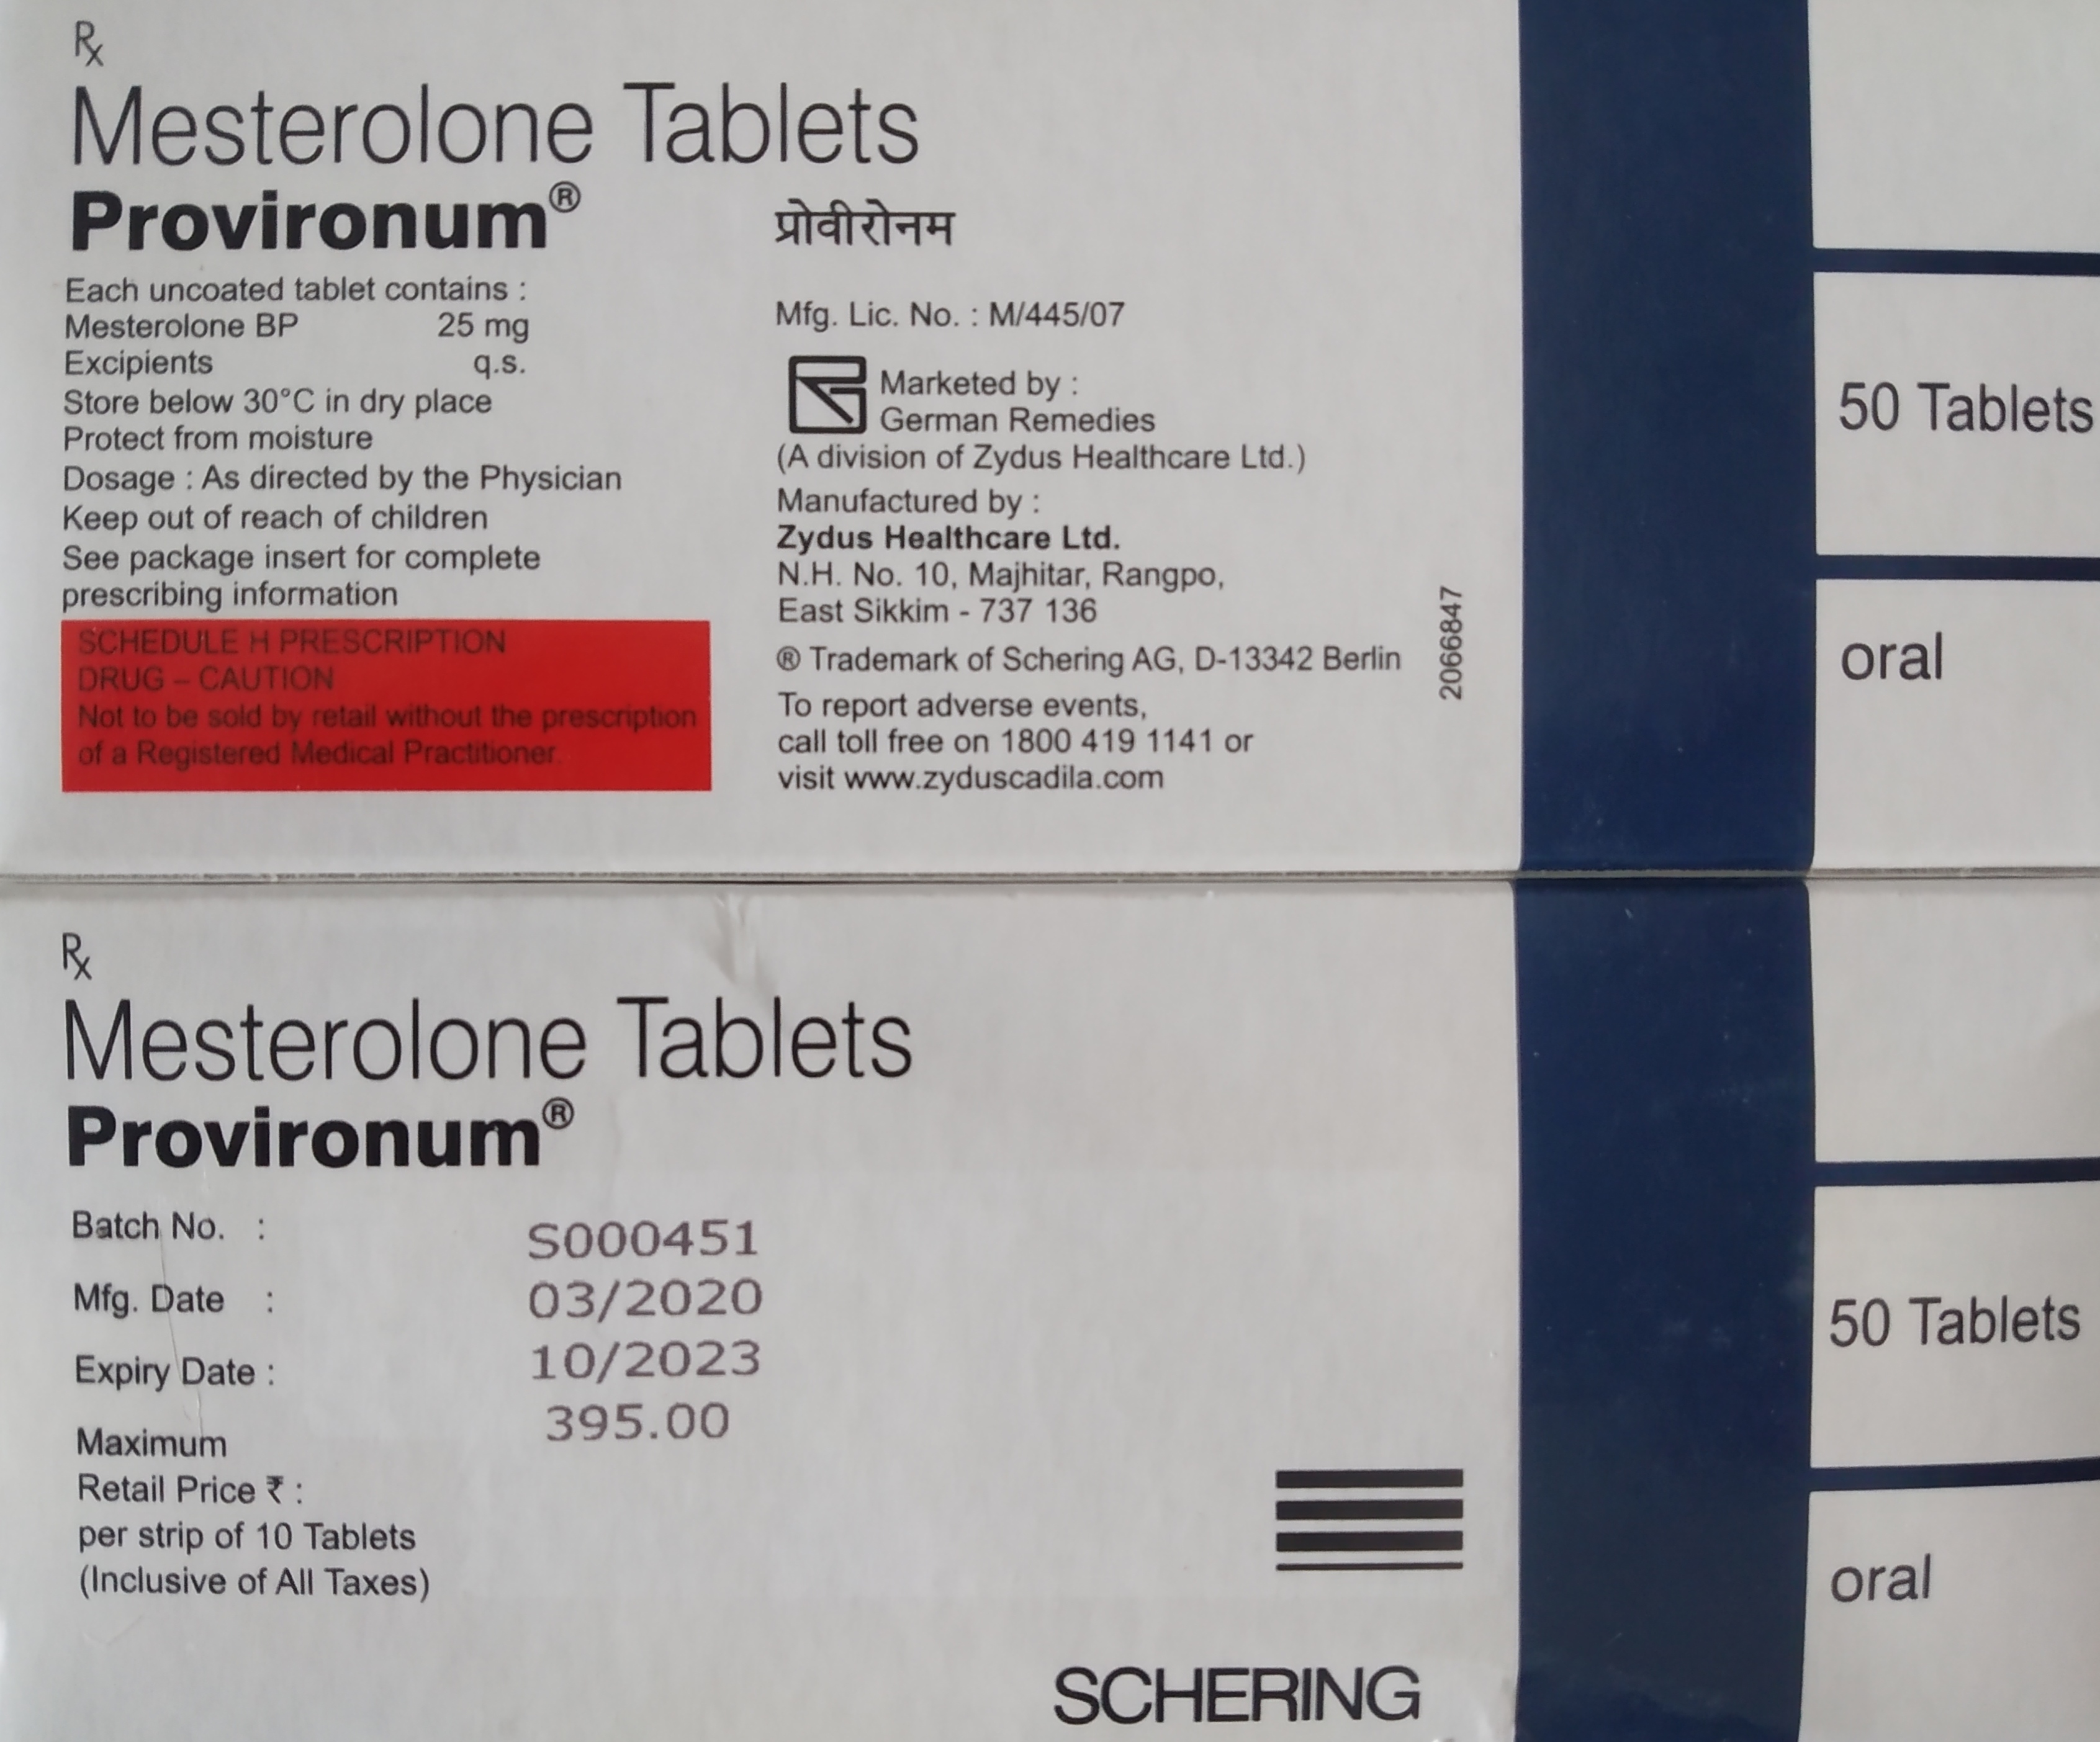 Rx
Mesterolone Tablets
Provironum®
प्रोवीरोनम
Each uncoated tablet contains :
Mesterolone BP 25 mg
Excipients q.s.
Store below 30°C in dry place
Protect from moisture
Dosage : As directed by the Physician
Keep out of reach of children
See package insert for complete
prescribing information
SCHEDULE H PRESCRIPTION
DRUG – CAUTION
Not to be sold by retail without the prescription
of a Registered Medical Practitioner.
Mfg. Lic. No. : M/445/07
Marketed by :
German Remedies
(A division of Zydus Healthcare Ltd.)
Manufactured by :
Zydus Healthcare Ltd.
N.H. No. 10, Majhitar, Rangpo,
East Sikkim - 737 136
® Trademark of Schering AG, D-13342 Berlin
To report adverse events,
call toll free on 1800 419 1141 or
visit www.zyduscadila.com
2066847
50 Tablets
oral
Rx
Mesterolone Tablets
Provironum®
Batch No. : S000451
Mfg. Date : 03/2020
Expiry Date : 10/2023
Maximum 395.00
Retail Price ₹ :
per strip of 10 Tablets
(Inclusive of All Taxes)
SCHERING
50 Tablets
oral